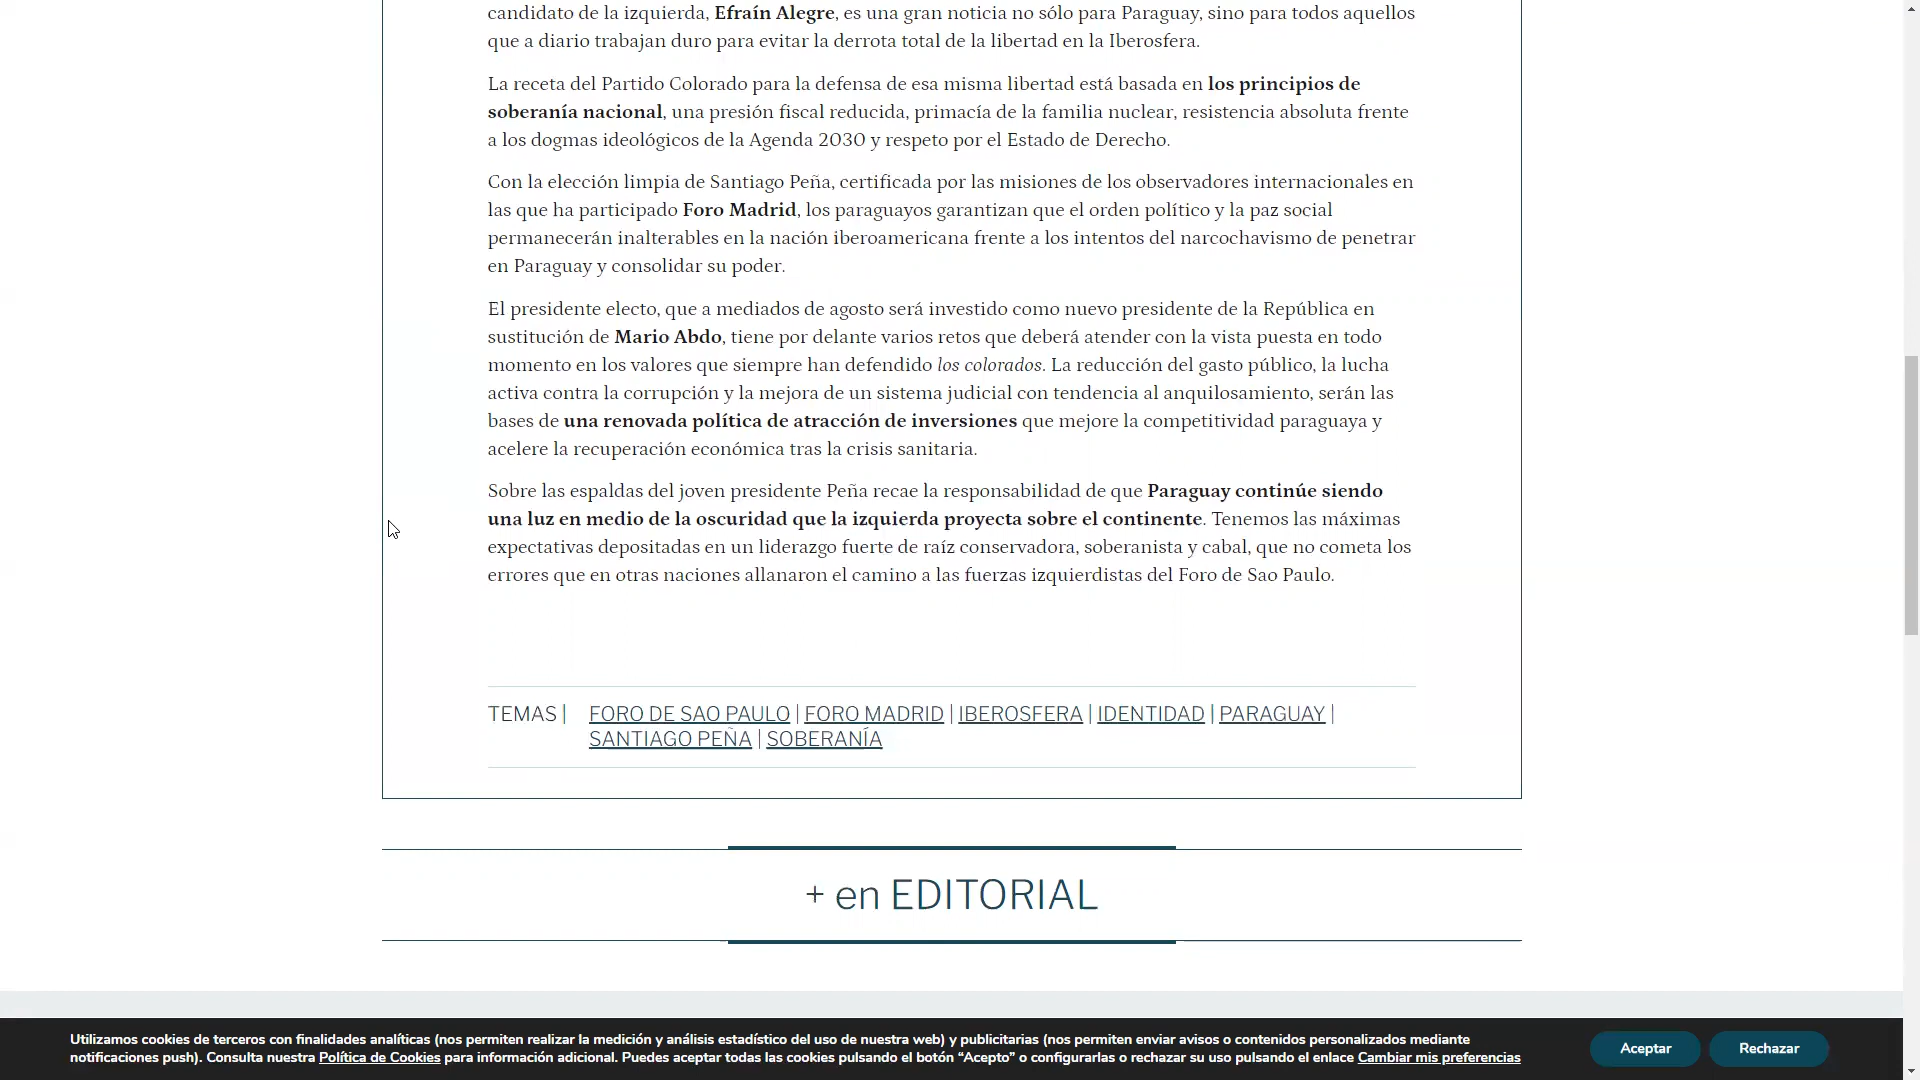 candidato de la izquierda, Efraín Alegre, es una gran noticia no sólo para Paraguay, sino para todos aquellos
que a diario trabajan duro para evitar la derrota total de la libertad en la Iberosfera.
La receta del Partido Colorado para la defensa de esa misma libertad está basada en los principios de
soberanía nacional, una presión fiscal reducida, primacía de la familia nuclear, resistencia absoluta frente
a los dogmas ideológicos de la Agenda 2030 y respeto por el Estado de Derecho.
Con la elección limpia de Santiago Peña, certificada por las misiones de los observadores internacionales en
las que ha participado Foro Madrid, los paraguayos garantizan que el orden político y la paz social
permanecerán inalterables en la nación iberoamericana frente a los intentos del narcochavismo de penetrar
en Paraguay y consolidar su poder.
El presidente electo, que a mediados de agosto será investido como nuevo presidente de la República en
sustitución de Mario Abdo, tiene por delante varios retos que deberá atender con la vista puesta en todo
momento en los valores que siempre han defendido los colorados. La reducción del gasto público, la lucha
activa contra la corrupción y la mejora de un sistema judicial con tendencia al anquilosamiento, serán las
bases de una renovada política de atracción de inversiones que mejore la competitividad paraguaya y
acelere la recuperación económica tras la crisis sanitaria.
Sobre las espaldas del joven presidente Peña recae la responsabilidad de que Paraguay continúe siendo
una luz en medio de la oscuridad que la izquierda proyecta sobre el continente. Tenemos las máximas
expectativas depositadas en un liderazgo fuerte de raíz conservadora, soberanista y cabal, que no cometa los
errores que en otras naciones allanaron el camino a las fuerzas izquierdistas del Foro de Sao Paulo.
TEMAS | FORO DE SAO PAULO | FORO MADRID | IBEROSFERA | IDENTIDAD | PARAGUAY |
SANTIAGO PEÑA | SOBERANÍA
+ en EDITORIAL
Utilizamos cookies de terceros con finalidades analíticas (nos permiten realizar la medición y análisis estadístico del uso de nuestra web) y publicitarias (nos permiten enviar avisos o contenidos personalizados mediante
notificaciones push). Consulta nuestra Política de Cookies para información adicional. Puedes aceptar todas las cookies pulsando el botón “Acepto” o configurarlas o rechazar su uso pulsando el enlace Cambiar mis preferencias
Aceptar
Rechazar